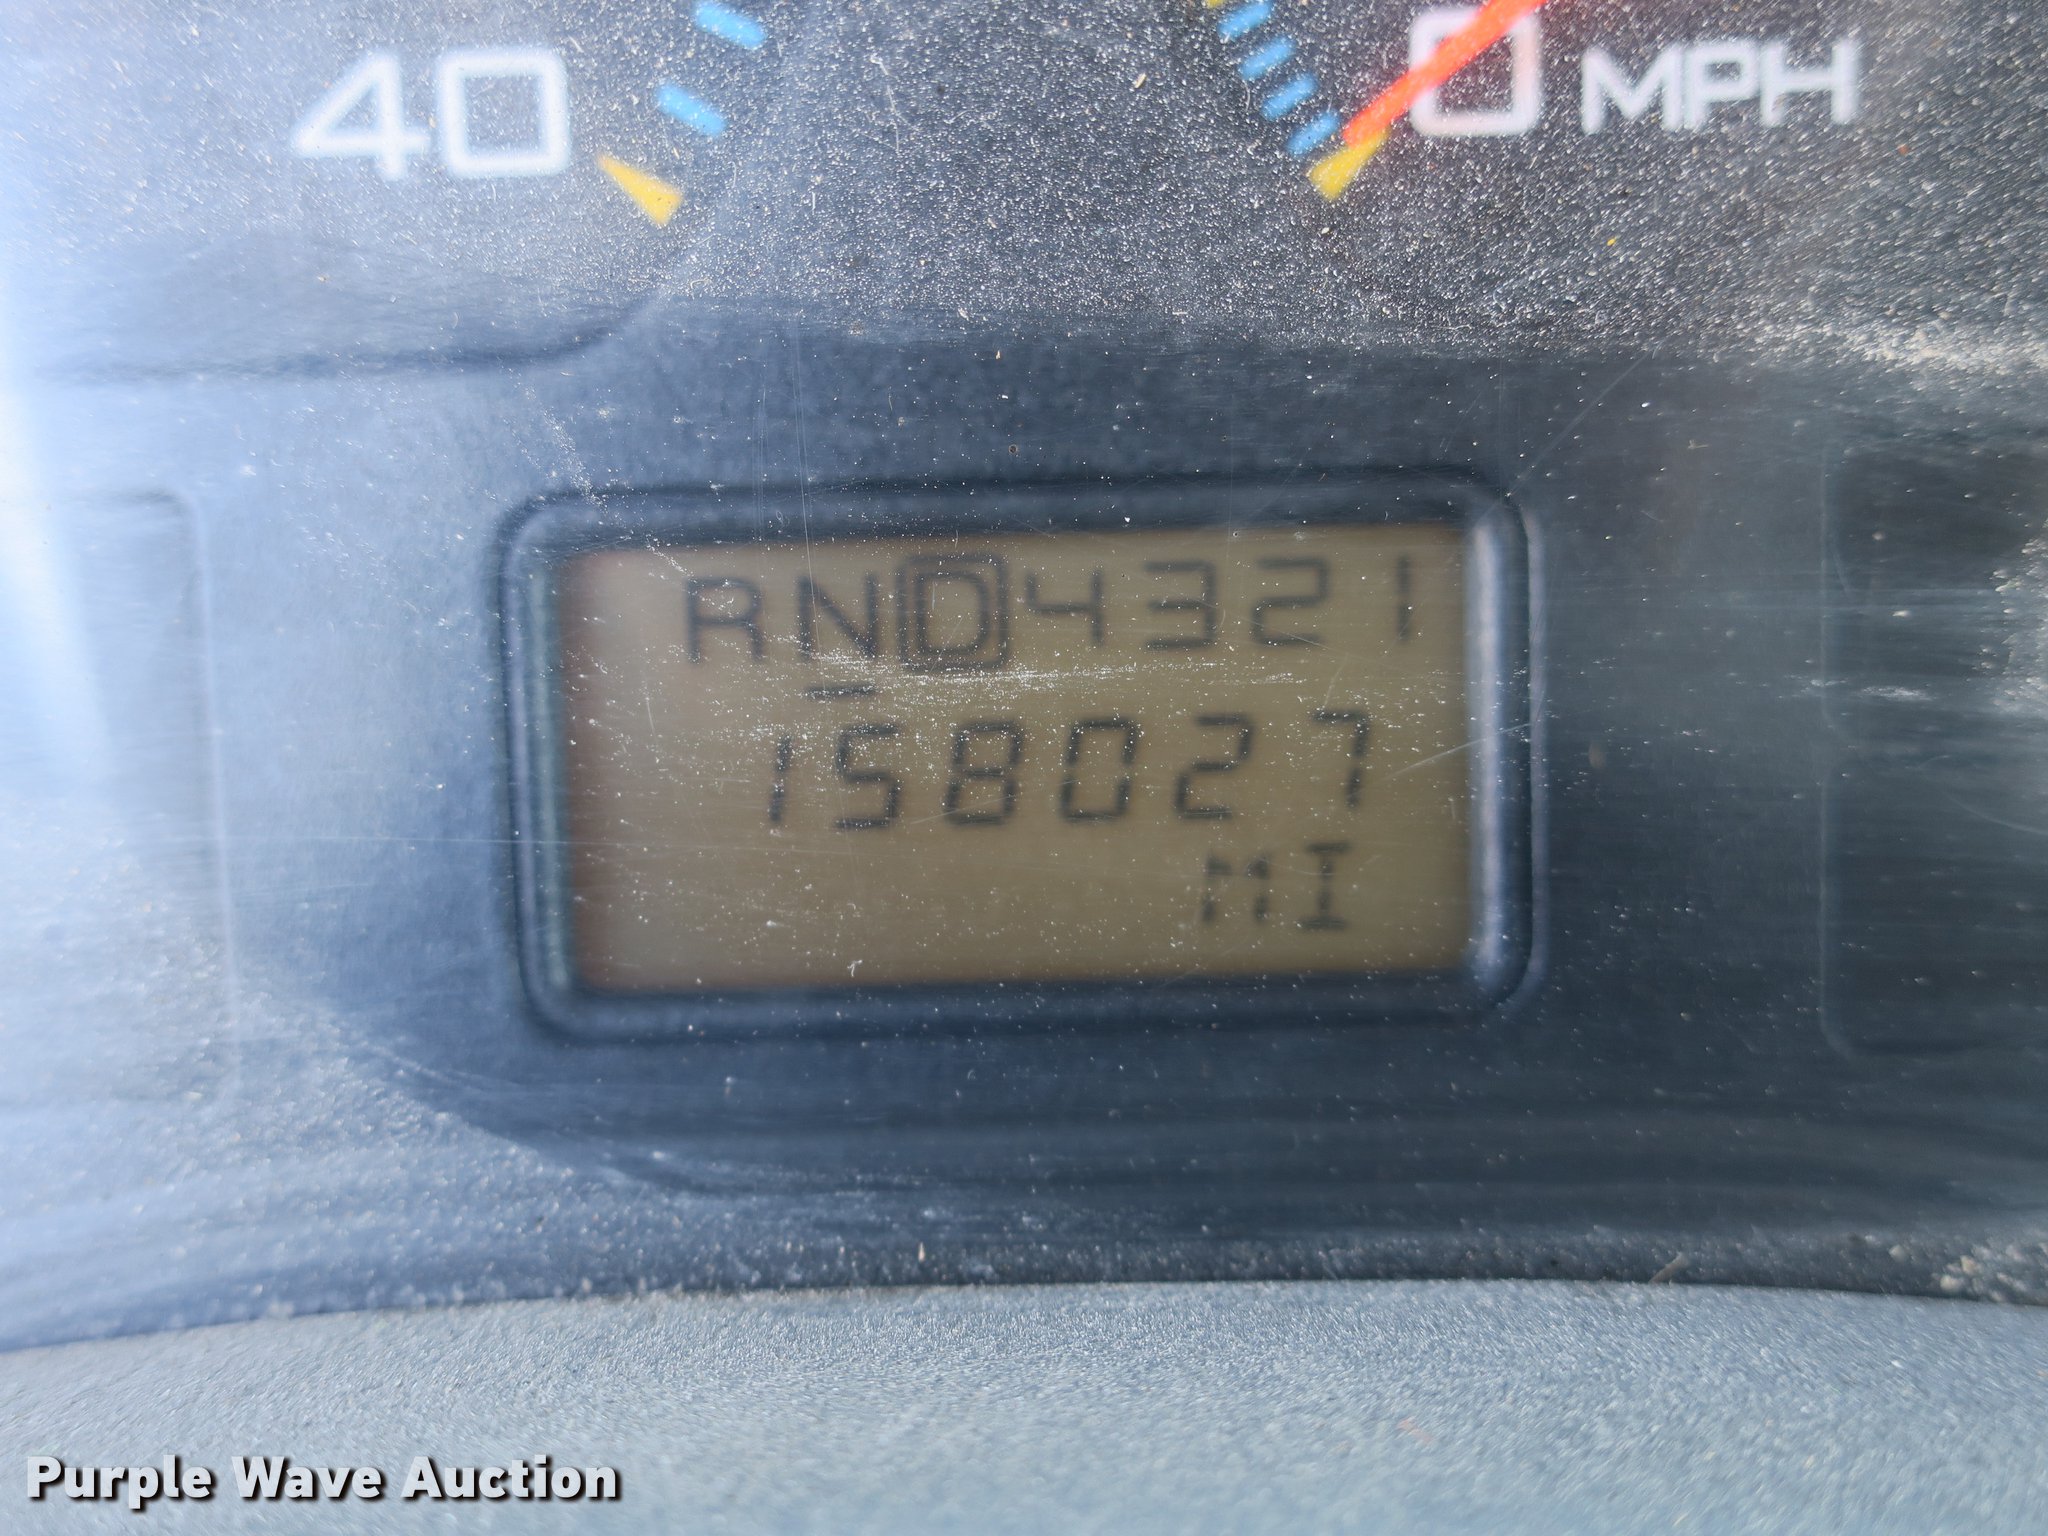 40
0 MPH
RND4321
158027
MI
Purple Wave Auction